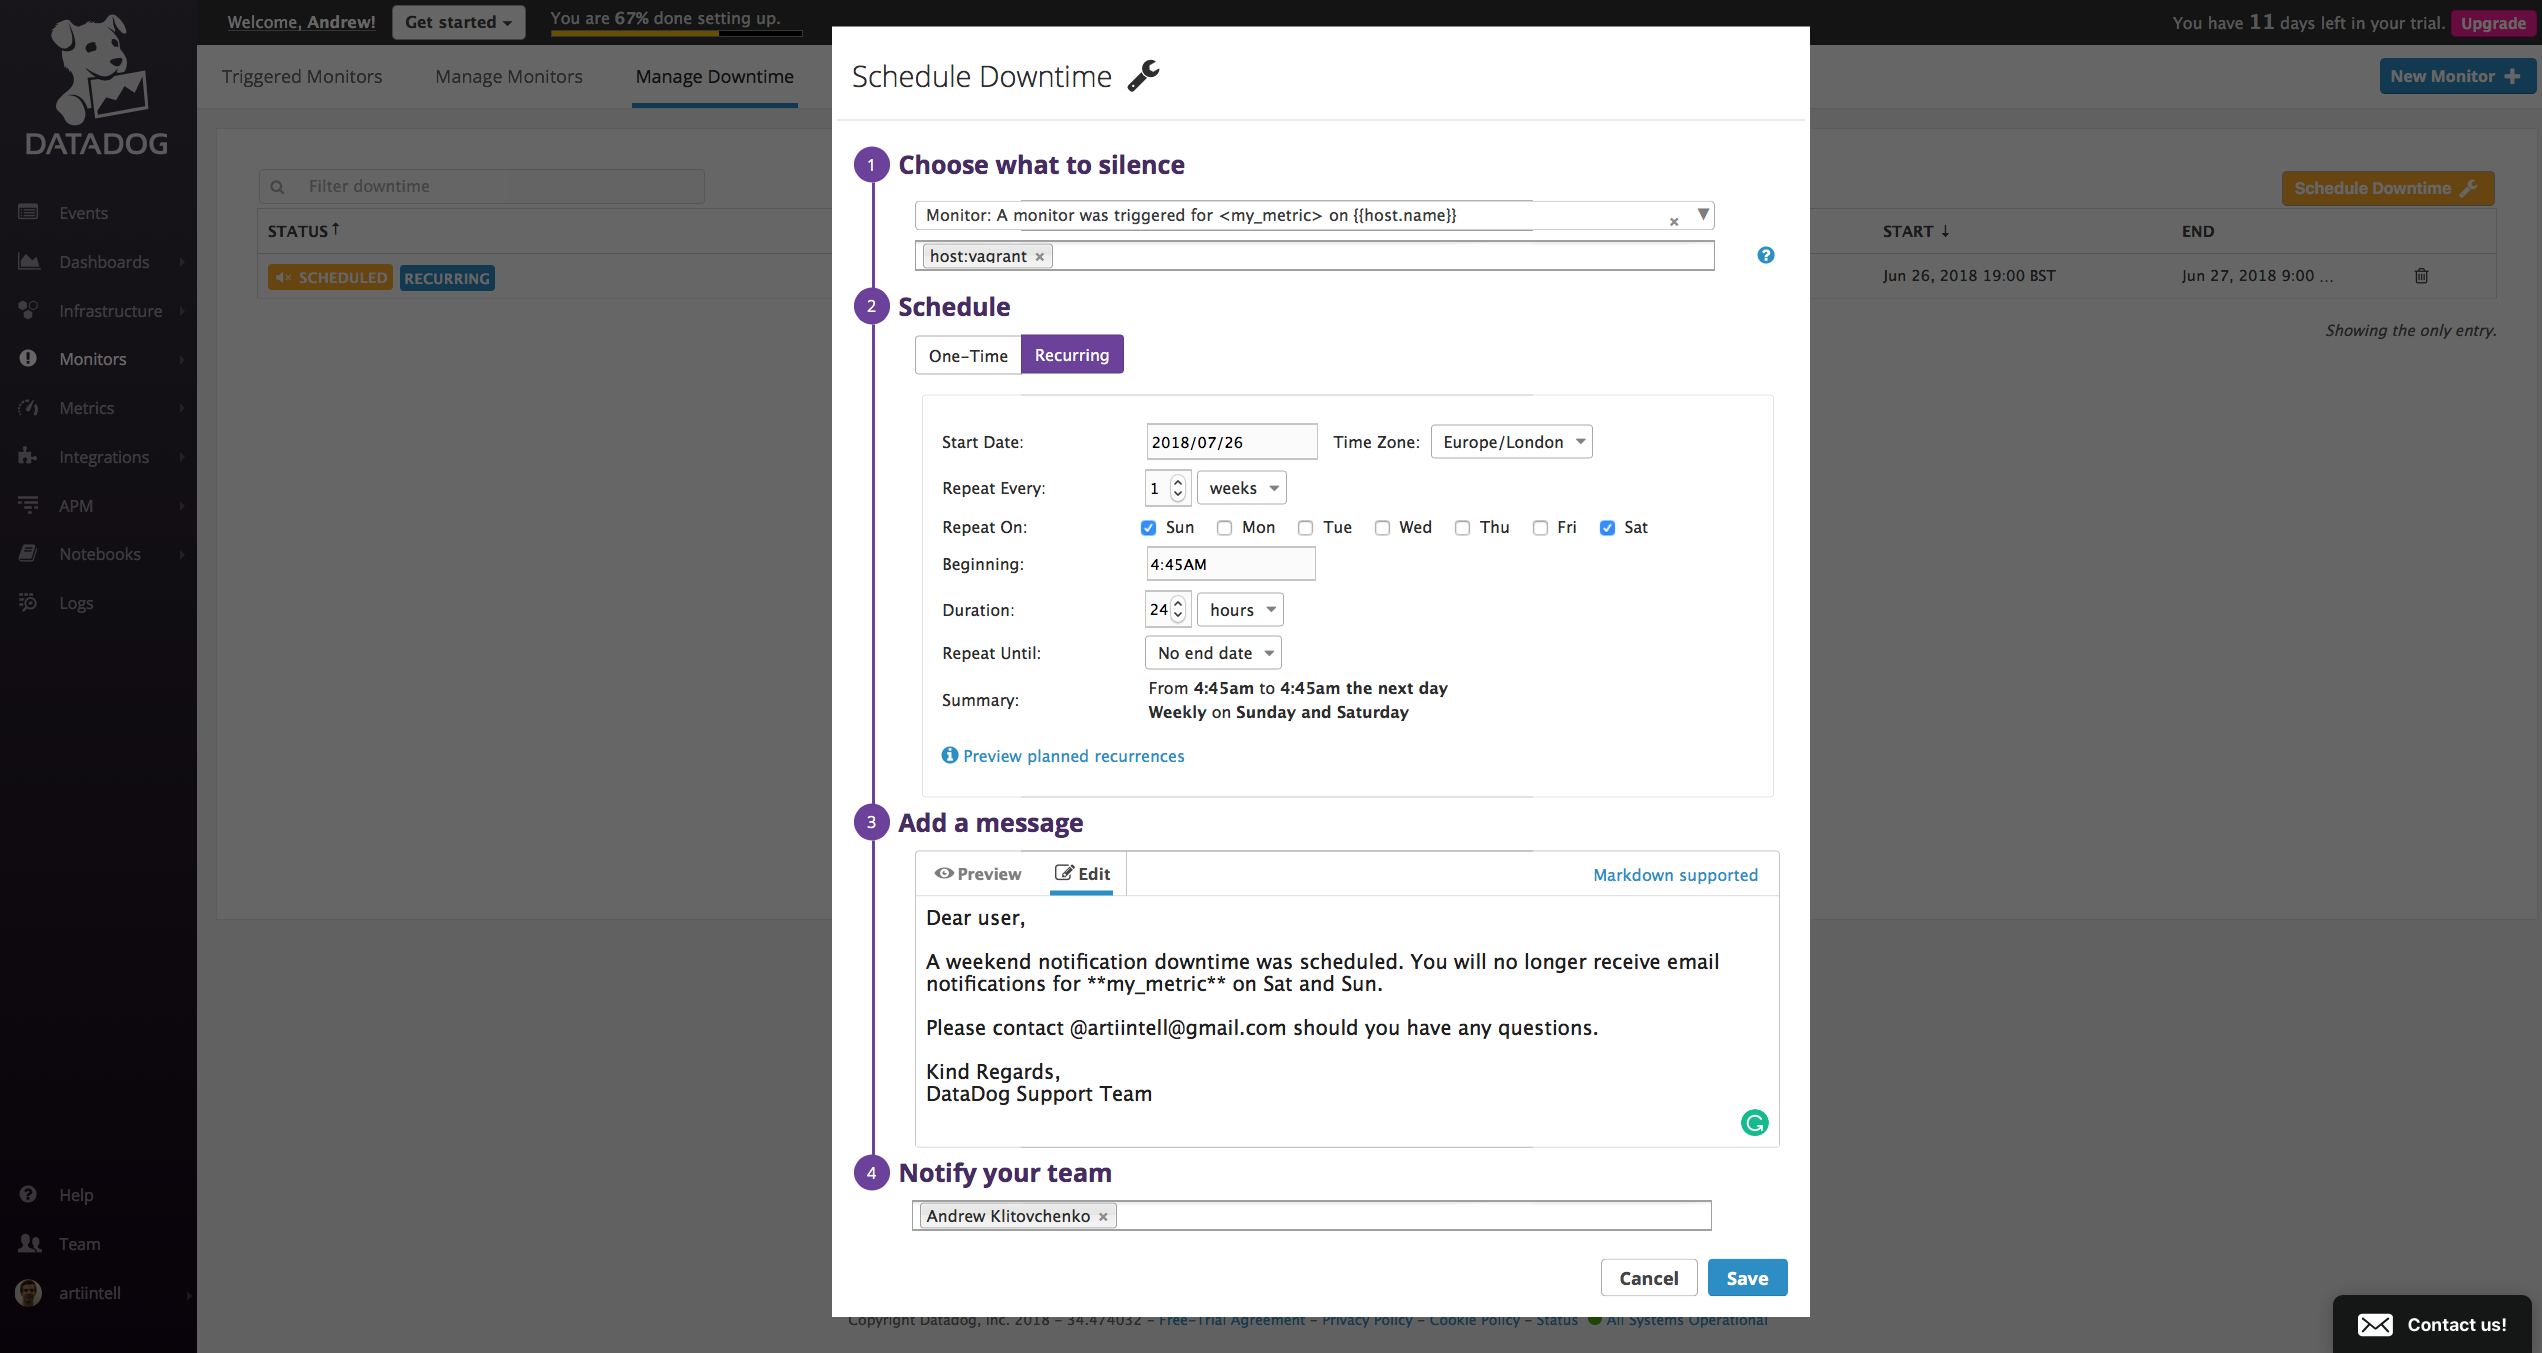 Welcome, Andrew!
Get started
You are 67% done setting up.
You have 11 days left in your trial.
Upgrade
DATADOG
Triggered Monitors
Manage Monitors
Manage Downtime
New Monitor
Filter downtime
Schedule Downtime
STATUS
START
END
SCHEDULED
RECURRING
Jun 26, 2018 19:00 BST
Jun 27, 2018 9:00 ...
Showing the only entry.
Events
Dashboards
Infrastructure
Monitors
Metrics
Integrations
APM
Notebooks
Logs
Help
Team
artiintell
Schedule Downtime
1 Choose what to silence
Monitor: A monitor was triggered for <my_metric> on {{host.name}} ×
host:vagrant ×
?
2 Schedule
One-Time
Recurring
Start Date: 2018/07/26 Time Zone: Europe/London
Repeat Every: 1 weeks
Repeat On: Sun Mon Tue Wed Thu Fri Sat
Beginning: 4:45AM
Duration: 24 hours
Repeat Until: No end date
Summary:
From 4:45am to 4:45am the next day
Weekly on Sunday and Saturday
Preview planned recurrences
3 Add a message
Preview
Edit
Markdown supported
Dear user,
A weekend notification downtime was scheduled. You will no longer receive email
notifications for **my_metric** on Sat and Sun.
Please contact @artiintell@gmail.com should you have any questions.
Kind Regards,
DataDog Support Team
4 Notify your team
Andrew Klitovchenko ×
Cancel
Save
Copyright Datadog, Inc. 2018 - 34.474032 - Free-Trial Agreement - Privacy Policy - Cookie Policy - Status All Systems Operational
Contact us!